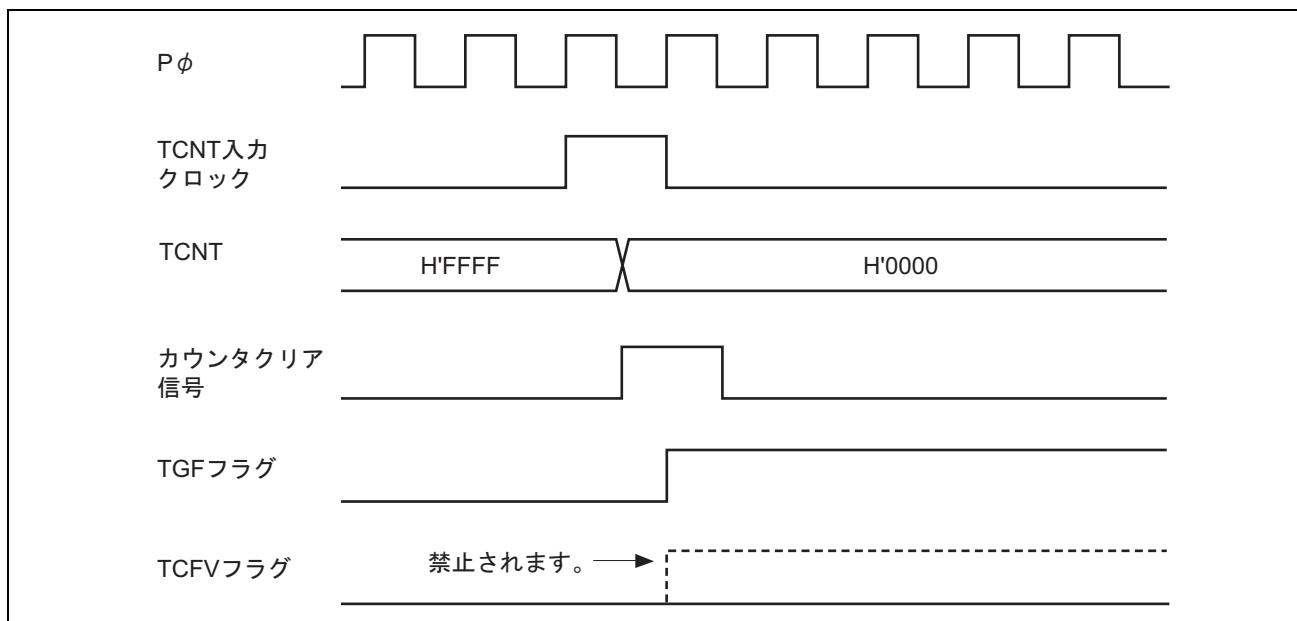 Pφ
TCNT入力
クロック
TCNT
H'FFFF
H'0000
カウンタクリア
信号
TGFフラグ
TCFVフラグ
禁止されます。